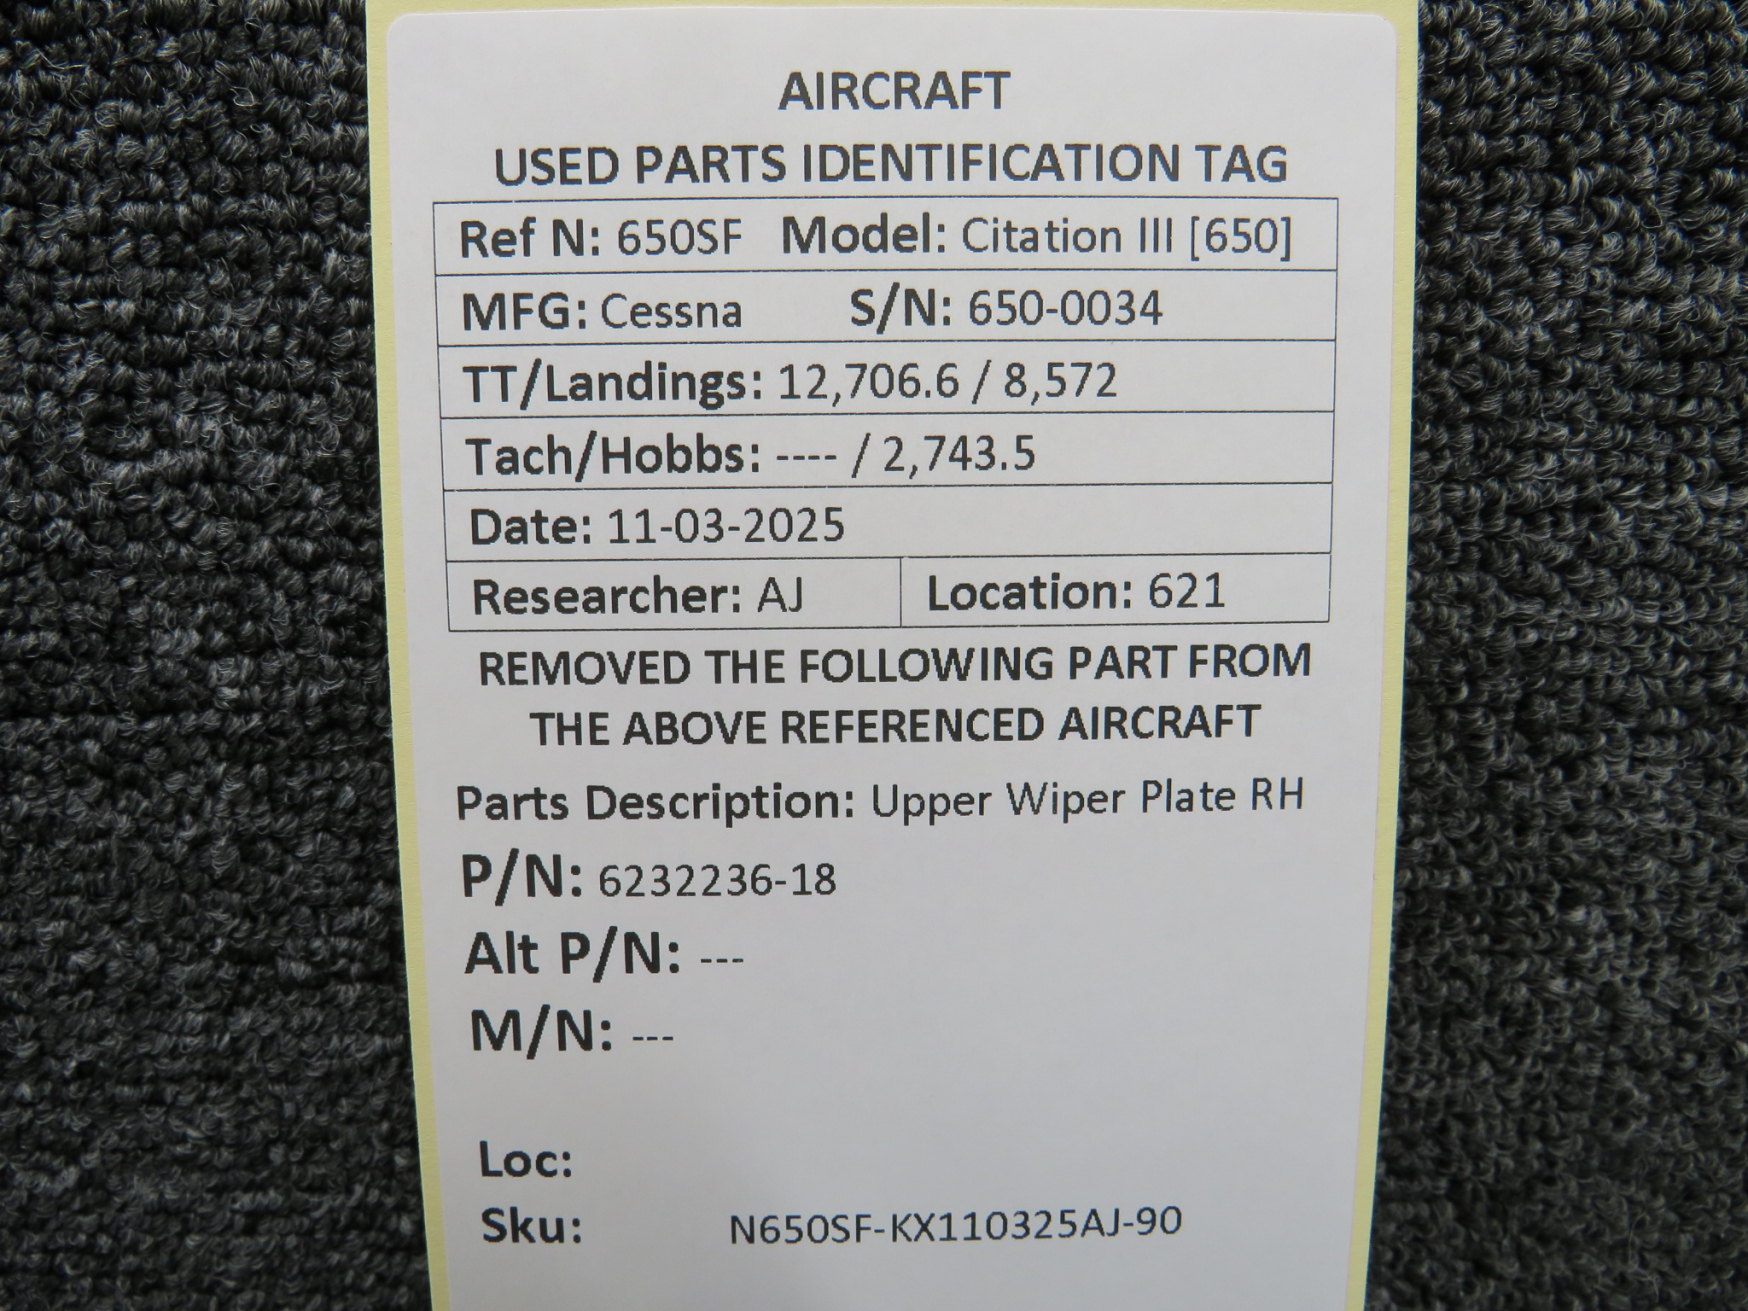 AIRCRAFT
USED PARTS IDENTIFICATION TAG
Ref N: 650SF Model: Citation III [650]
MFG: Cessna S/N: 650-0034
TT/Landings: 12,706.6 / 8,572
Tach/Hobbs: ---- / 2,743.5
Date: 11-03-2025
Researcher: AJ Location: 621
REMOVED THE FOLLOWING PART FROM
THE ABOVE REFERENCED AIRCRAFT
Parts Description: Upper Wiper Plate RH
P/N: 6232236-18
Alt P/N: ---
M/N: ---
Loc:
Sku: N650SF-KX110325AJ-90